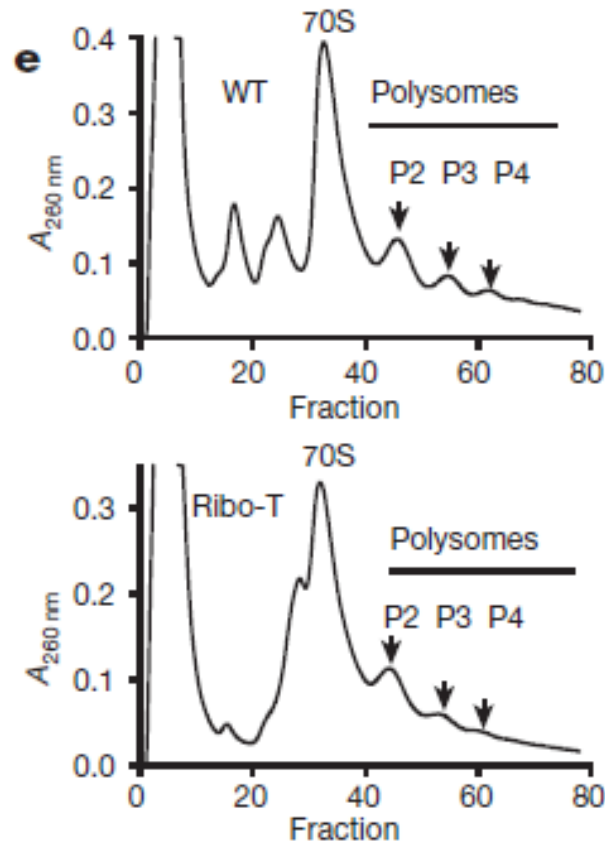 e
70S
0.4
WT
Polysomes
0.3
P2 P3 P4
0.2
A260 nm
0.1
0.0
0 20 40 60 80
Fraction
70S
Ribo-T
0.3
Polysomes
0.2
P2 P3 P4
A260 nm
0.1
0.0
0 20 40 60 80
Fraction